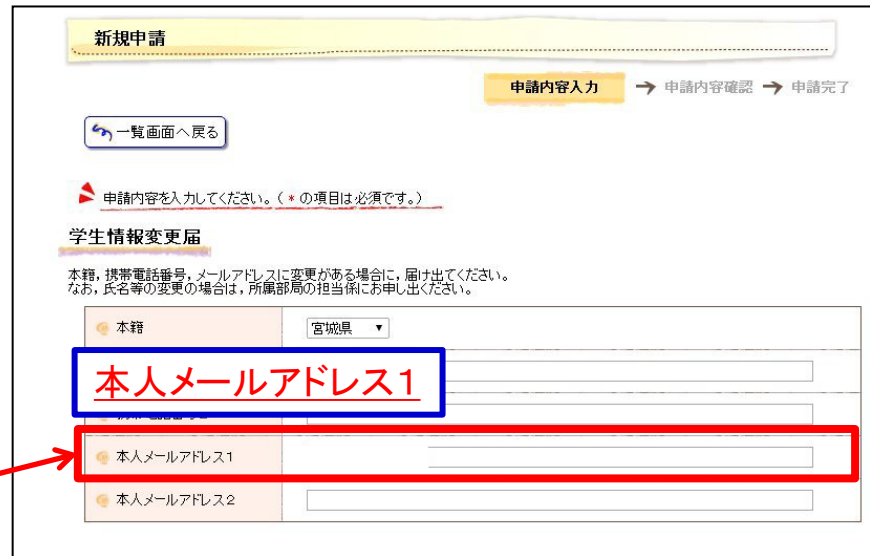 新規申請
申請内容入力 → 申請内容確認 → 申請完了
一覧画面へ戻る
申請内容を入力してください。(*の項目は必須です。)
学生情報変更届
本籍，携帯電話番号，メールアドレスに変更がある場合に，届け出てください。
なお，氏名等の変更の場合は，所属部局の担当係にお申し出ください。
本籍 宮城県 ▼
本人メールアドレス1
本人メールアドレス1
本人メールアドレス2